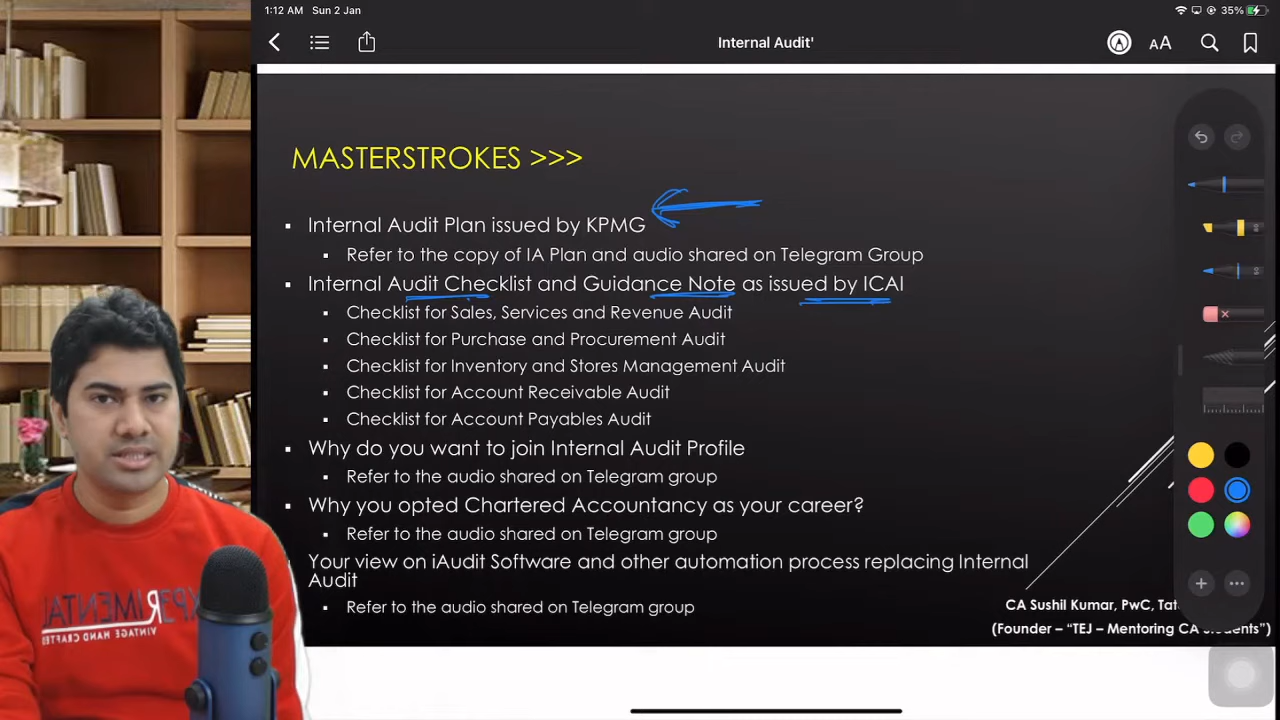 1:12 AM Sun 2 Jan
35%
Internal Audit'
AA
MASTERSTROKES >>>
▪ Internal Audit Plan issued by KPMG
▪ Refer to the copy of IA Plan and audio shared on Telegram Group
▪ Internal Audit Checklist and Guidance Note as issued by ICAI
▪ Checklist for Sales, Services and Revenue Audit
▪ Checklist for Purchase and Procurement Audit
▪ Checklist for Inventory and Stores Management Audit
▪ Checklist for Account Receivable Audit
▪ Checklist for Account Payables Audit
▪ Why do you want to join Internal Audit Profile
▪ Refer to the audio shared on Telegram group
▪ Why you opted Chartered Accountancy as your career?
▪ Refer to the audio shared on Telegram group
Your view on iAudit Software and other automation process replacing Internal
Audit
▪ Refer to the audio shared on Telegram group
CA Sushil Kumar, PwC,
(Founder – “TEJ – Mentoring CA Students”)
EXPERIMENTAL
VINTAGE HAND CRAFTED